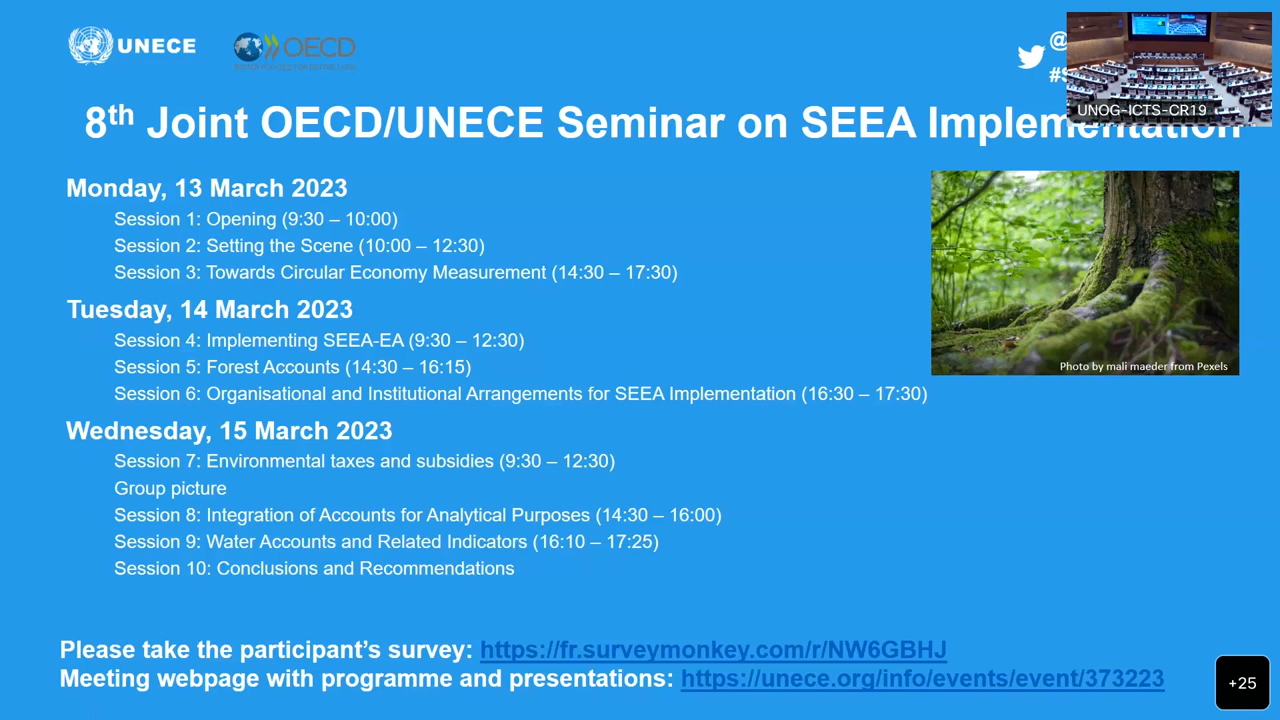 UNECE
OECD
@
#S
UNOG-ICTS-CR19
8th Joint OECD/UNECE Seminar on SEEA Implementation
Monday, 13 March 2023
Session 1: Opening (9:30 – 10:00)
Session 2: Setting the Scene (10:00 – 12:30)
Session 3: Towards Circular Economy Measurement (14:30 – 17:30)
Tuesday, 14 March 2023
Session 4: Implementing SEEA-EA (9:30 – 12:30)
Session 5: Forest Accounts (14:30 – 16:15)
Session 6: Organisational and Institutional Arrangements for SEEA Implementation (16:30 – 17:30)
Photo by mali maeder from Pexels
Wednesday, 15 March 2023
Session 7: Environmental taxes and subsidies (9:30 – 12:30)
Group picture
Session 8: Integration of Accounts for Analytical Purposes (14:30 – 16:00)
Session 9: Water Accounts and Related Indicators (16:10 – 17:25)
Session 10: Conclusions and Recommendations
Please take the participant's survey: https://fr.surveymonkey.com/r/NW6GBHJ
Meeting webpage with programme and presentations: https://unece.org/info/events/event/373223
+25